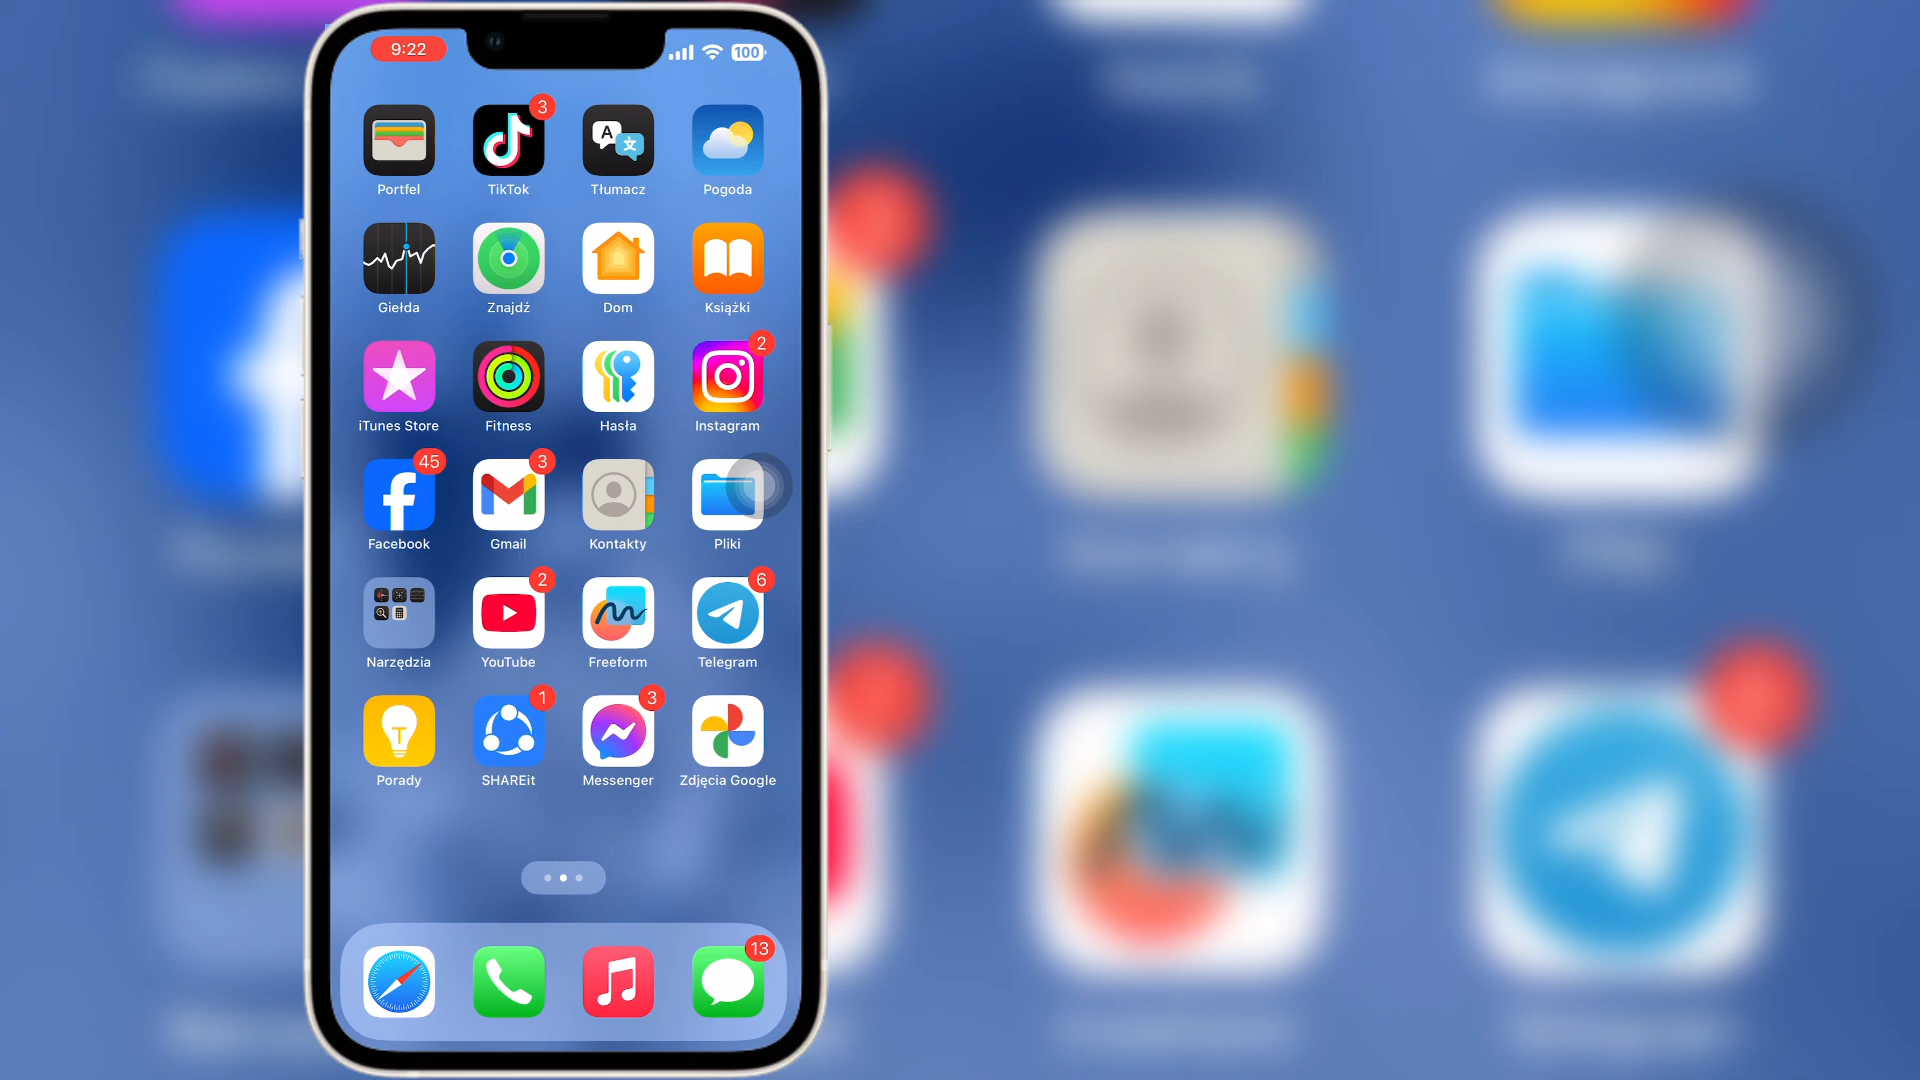 9:22
100
3
A 文
Portfel TikTok Tłumacz Pogoda
Giełda Znajdź Dom Książki
2
iTunes Store Fitness Hasła Instagram
45 3
Facebook Gmail Kontakty Pliki
2 6
Narzędzia YouTube Freeform Telegram
1 3
T
Porady SHAREit Messenger Zdjęcia Google
13